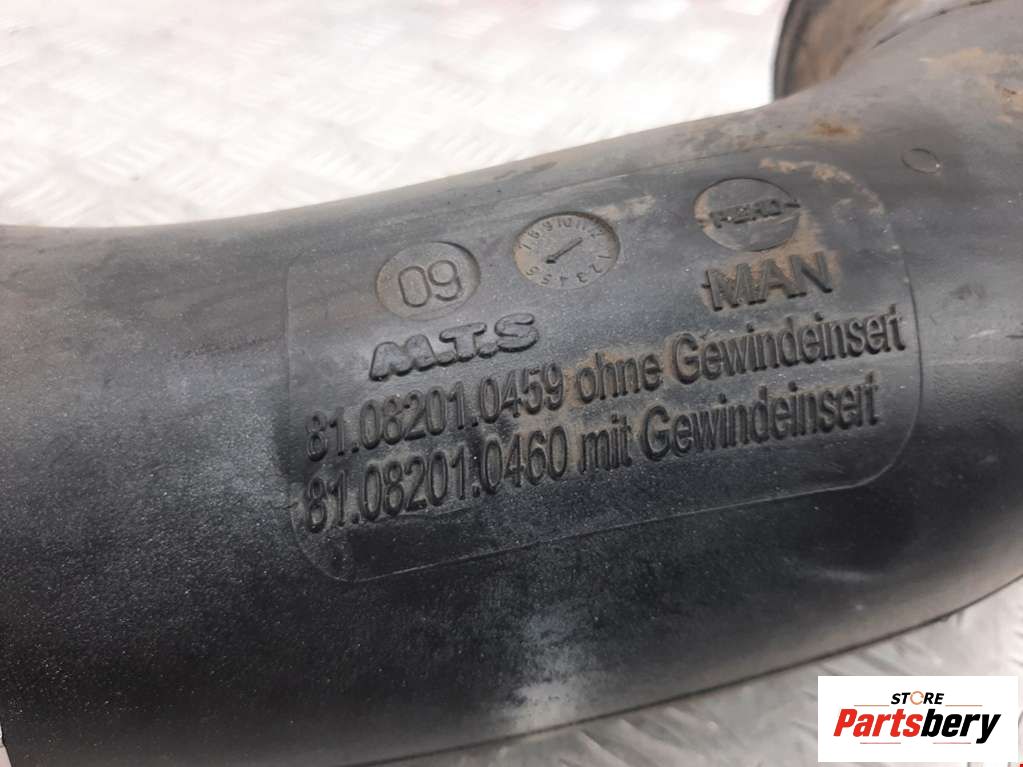 09
M.T.S
MAN
81.08201.0459 ohne Gewindeinsert
81.08201.0460 mit Gewindeinsert
STORE
Partsbery